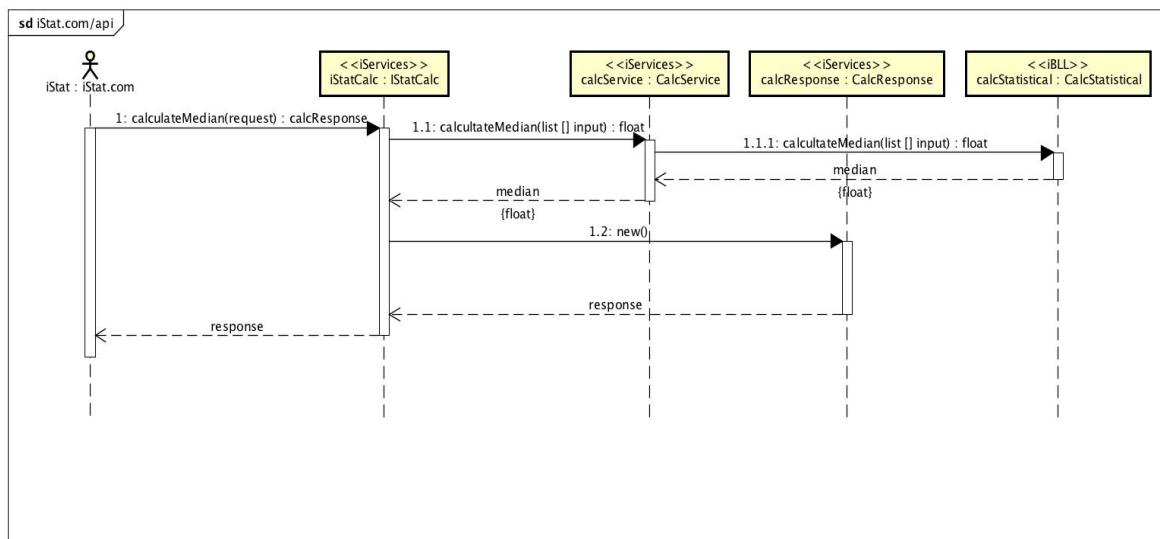 sd iStat.com/api
iStat : iStat.com
<<iServices>>
iStatCalc : IStatCalc
<<iServices>>
calcService : CalcService
<<iServices>>
calcResponse : CalcResponse
<<iBLL>>
calcStatistical : CalcStatistical
1: calculateMedian(request) : calcResponse
1.1: calcultateMedian(list [] input) : float
1.1.1: calcultateMedian(list [] input) : float
median
{float}
median
{float}
1.2: new()
response
response